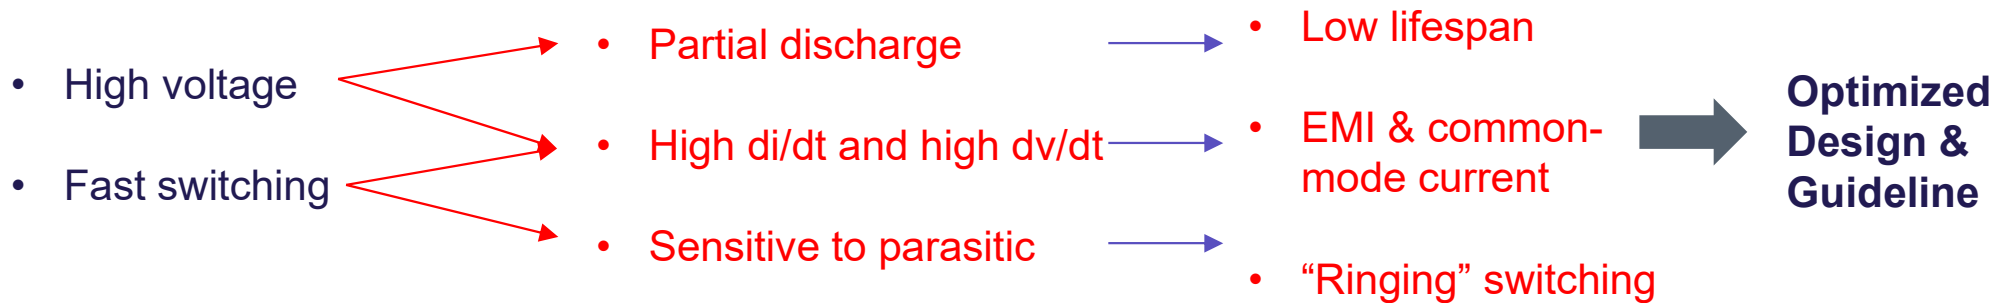 • High voltage
• Fast switching
• Partial discharge
• High di/dt and high dv/dt
• Sensitive to parasitic
• Low lifespan
• EMI & common-
mode current
• “Ringing” switching
Optimized
Design &
Guideline